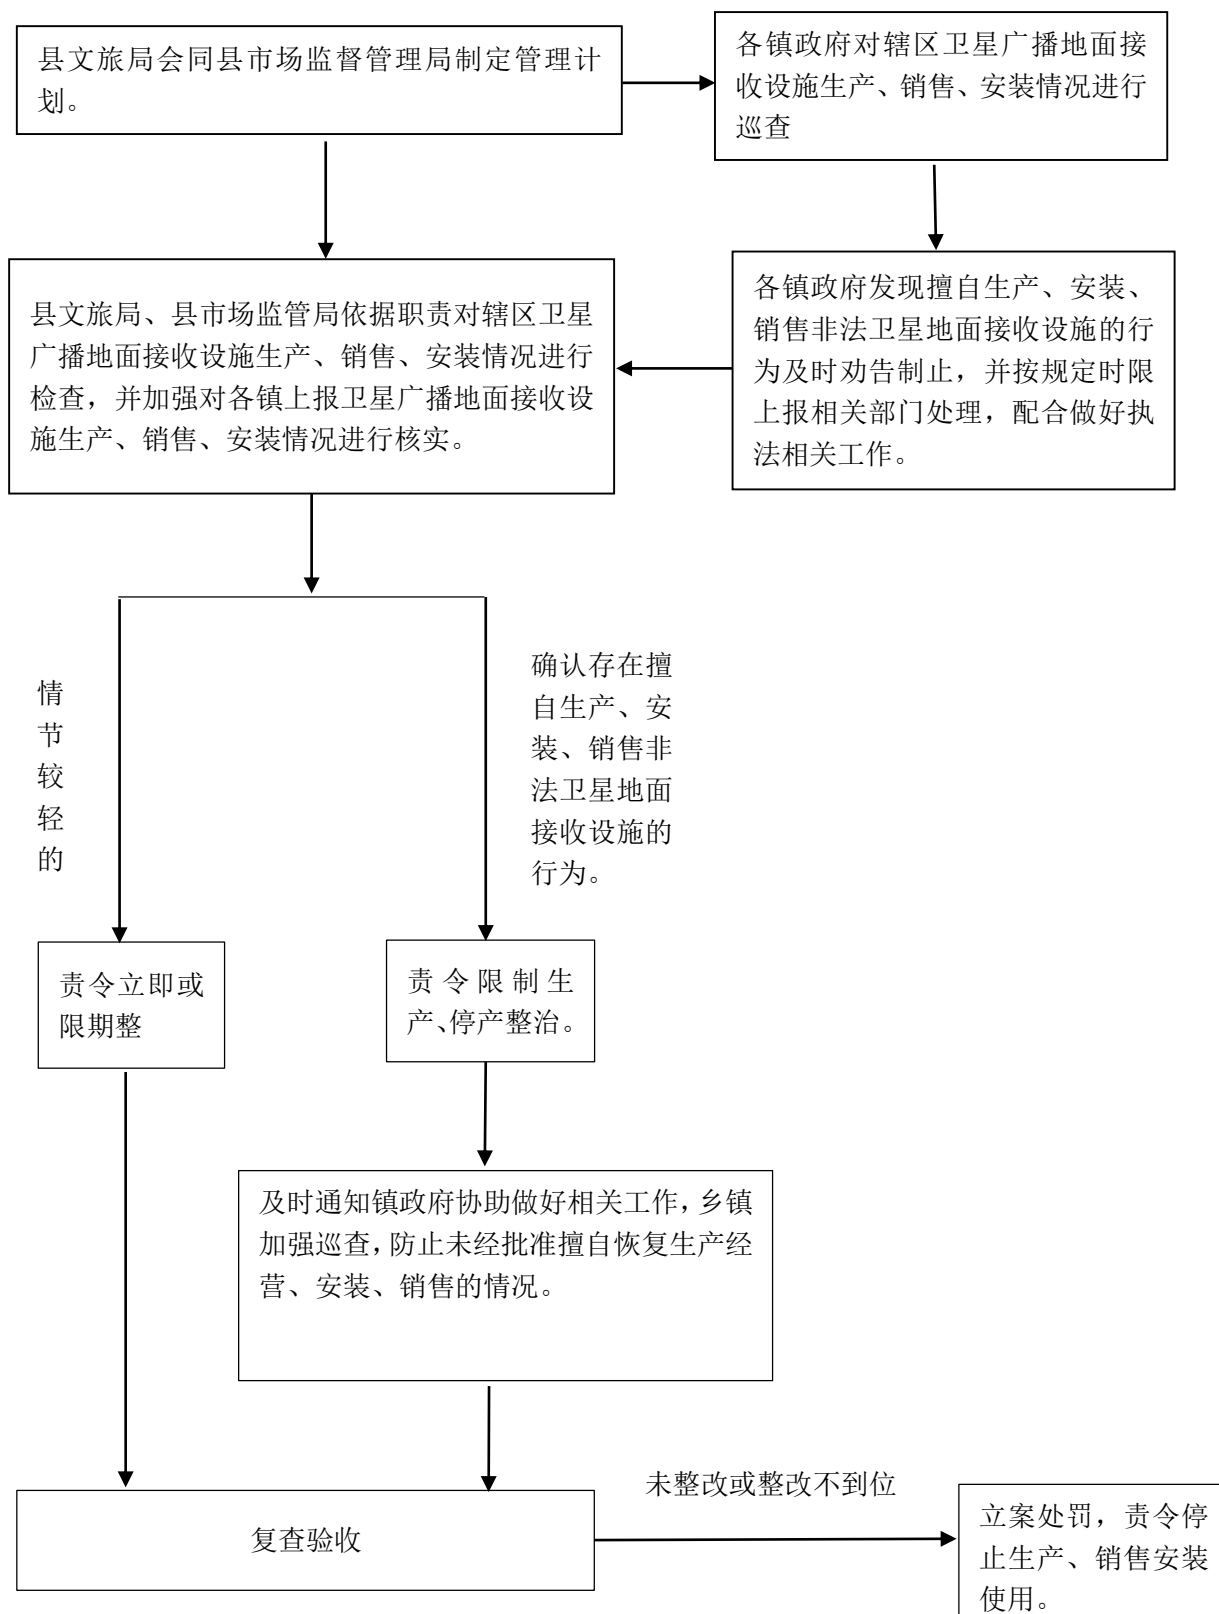 县文旅局会同县市场监督管理局制定管理计
划。
各镇政府对辖区卫星广播地面接
收设施生产、销售、安装情况进行
巡查
县文旅局、县市场监管局依据职责对辖区卫星
广播地面接收设施生产、销售、安装情况进行
检查，并加强对各镇上报卫星广播地面接收设
施生产、销售、安装情况进行核实。
各镇政府发现擅自生产、安装、
销售非法卫星地面接收设施的行
为及时劝告制止，并按规定时限
上报相关部门处理，配合做好执
法相关工作。
情
节
较
轻
的
确认存在擅
自生产、安
装、销售非
法卫星地面
接收设施的
行为。
责令立即或
限期整
责令限制生
产、停产整治。
及时通知镇政府协助做好相关工作，乡镇
加强巡查，防止未经批准擅自恢复生产经
营、安装、销售的情况。
复查验收
未整改或整改不到位
立案处罚，责令停
止生产、销售安装
使用。